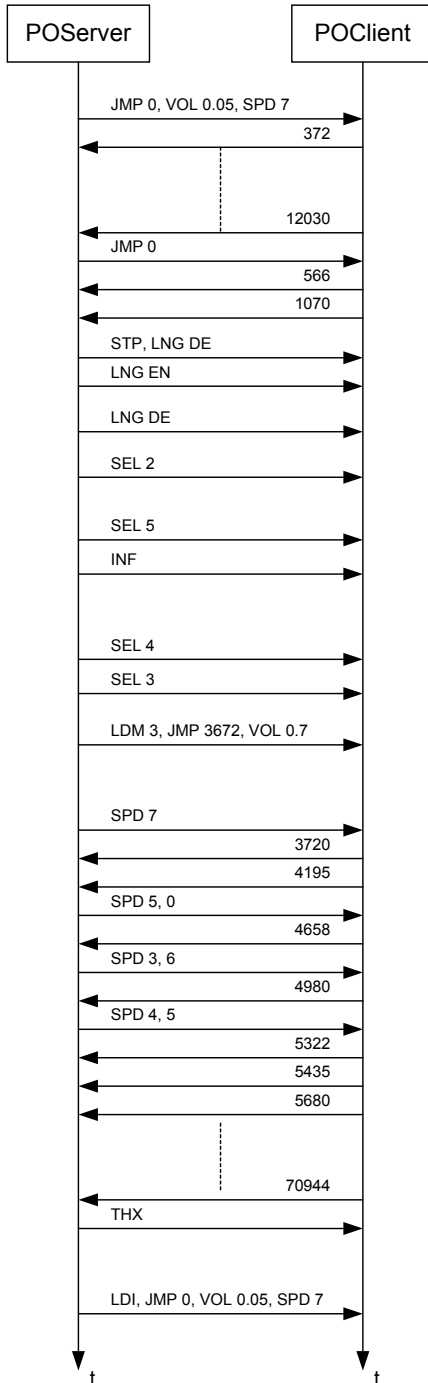 POServer POClient
JMP 0, VOL 0.05, SPD 7
372
12030
JMP 0
566
1070
STP, LNG DE
LNG EN
LNG DE
SEL 2
SEL 5
INF
SEL 4
SEL 3
LDM 3, JMP 3672, VOL 0.7
SPD 7
3720
4195
SPD 5, 0
4658
SPD 3, 6
4980
SPD 4, 5
5322
5435
5680
70944
THX
LDI, JMP 0, VOL 0.05, SPD 7
t t